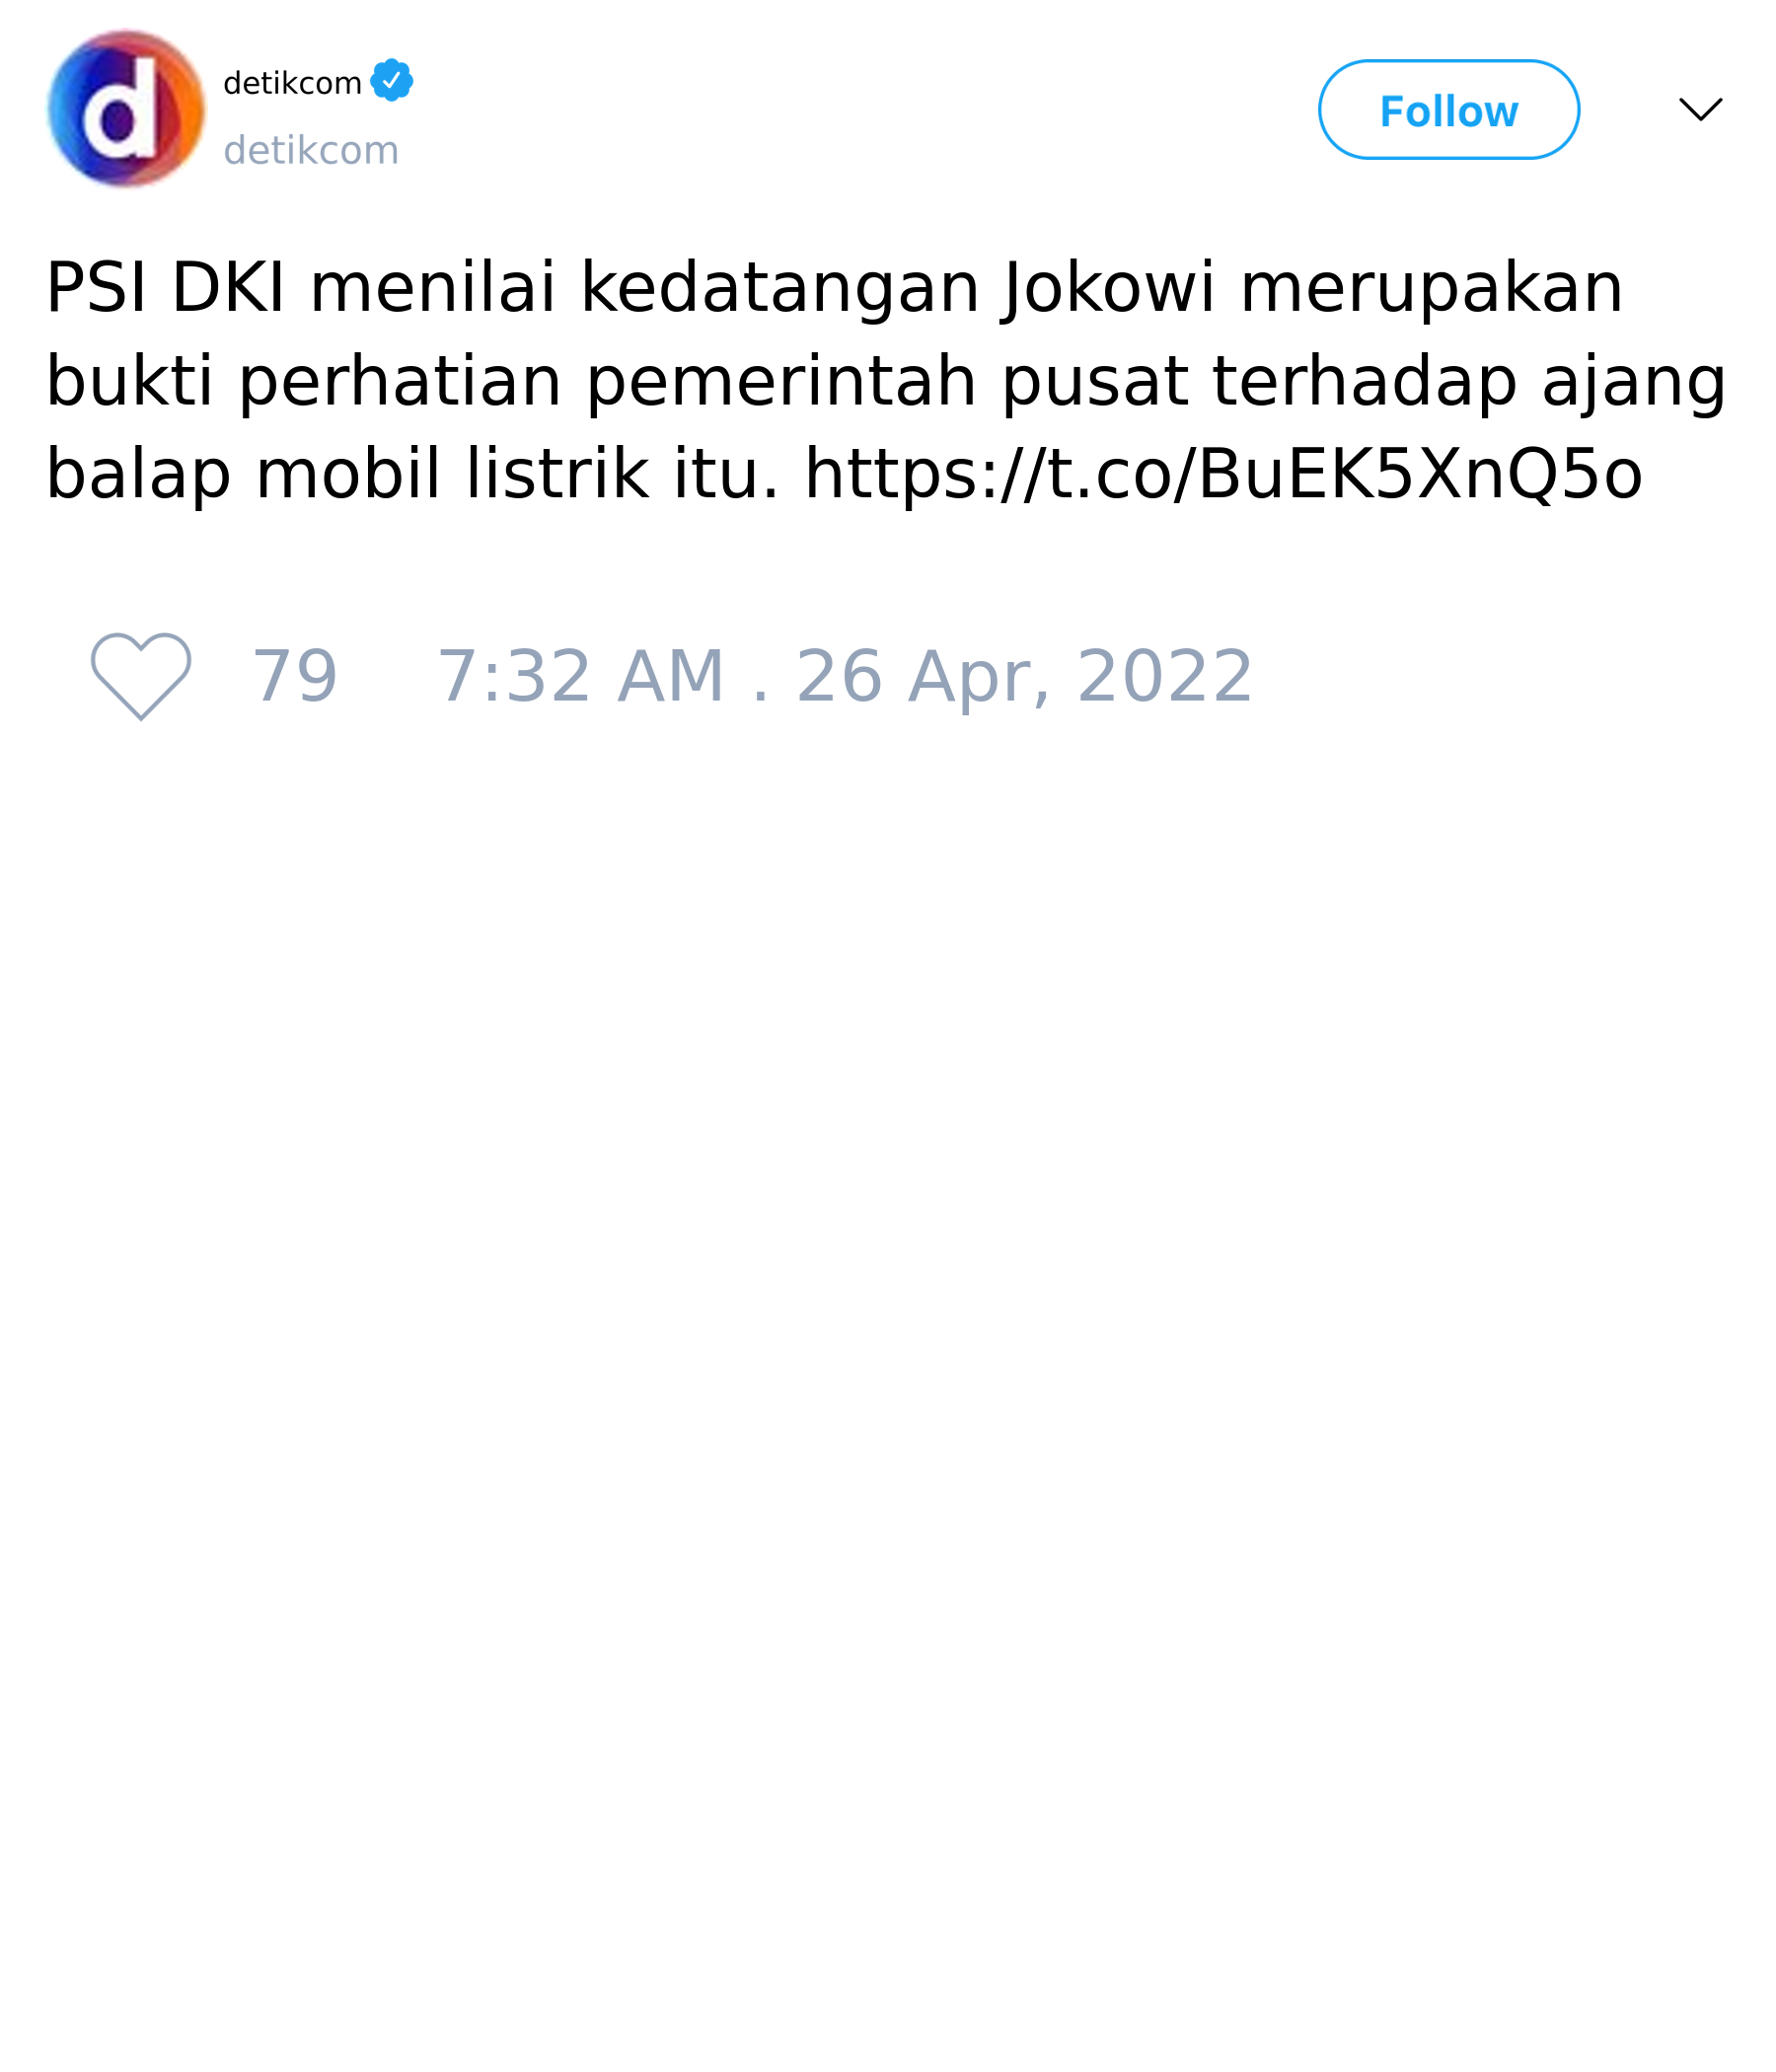 detikcom
detikcom
Follow
PSI DKI menilai kedatangan Jokowi merupakan
bukti perhatian pemerintah pusat terhadap ajang
balap mobil listrik itu. https://t.co/BuEK5XnQ5o
79 7:32 AM . 26 Apr, 2022